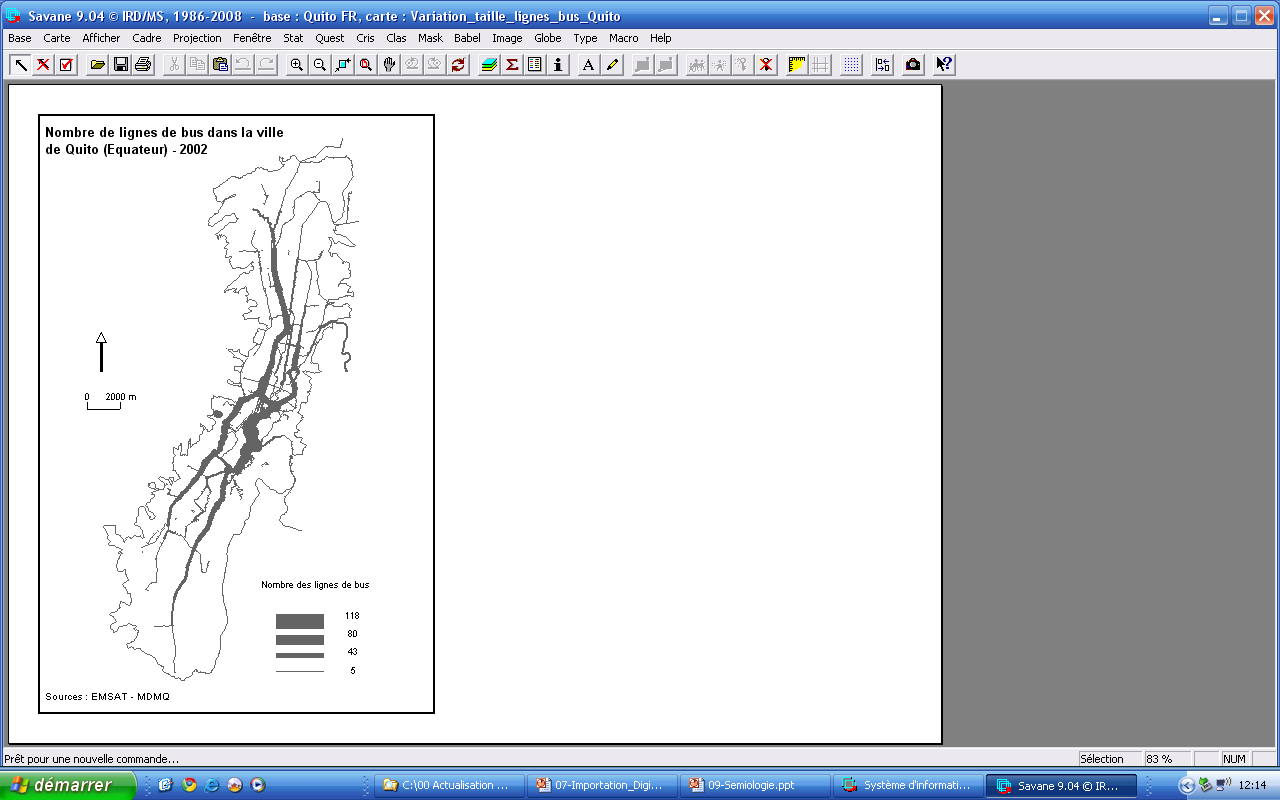 Savane 9.04 © IRD/MS, 1986-2008 - base : Quito FR, carte : Variation_taille_lignes_bus_Quito
Base Carte Afficher Cadre Projection Fenêtre Stat Quest Cris Clas Mask Babel Image Globe Type Macro Help
Nombre de lignes de bus dans la ville
de Quito (Equateur) - 2002
0 2000 m
Nombre des lignes de bus
118
80
43
5
Sources : EMSAT - MDMQ
Prêt pour une nouvelle commande... Sélection 83 % NUM
démarrer C:\00 Actualisation ... 07-Importation_Digi... 09-Semiologie.ppt Système d'informati... Savane 9.04 © IR... 12:14